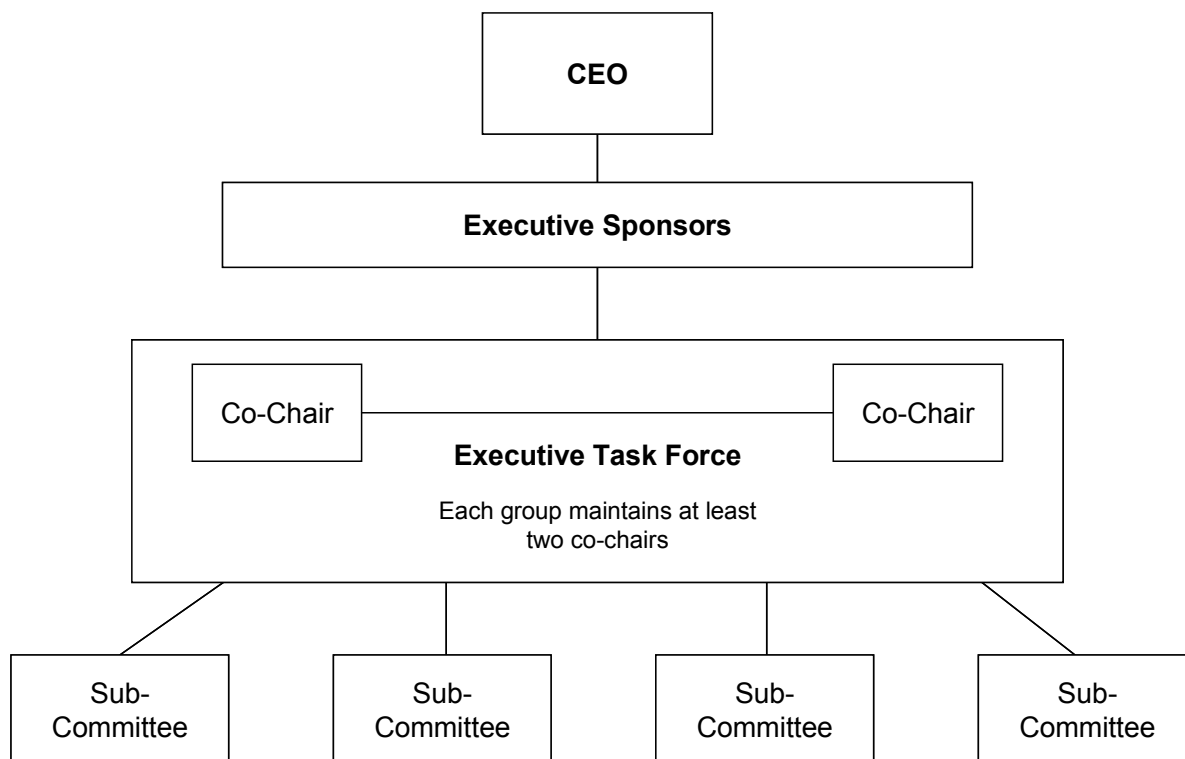 CEO
Executive Sponsors
Co-Chair
Co-Chair
Executive Task Force
Each group maintains at least
two co-chairs
Sub-
Committee
Sub-
Committee
Sub-
Committee
Sub-
Committee